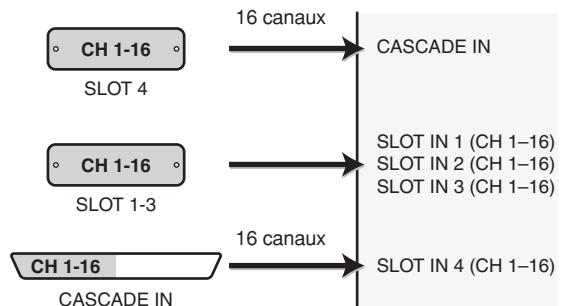 16 canaux
CH 1-16
CASCADE IN
SLOT 4
CH 1-16
SLOT IN 1 (CH 1–16)
SLOT IN 2 (CH 1–16)
SLOT IN 3 (CH 1–16)
SLOT 1-3
16 canaux
CH 1-16
SLOT IN 4 (CH 1–16)
CASCADE IN